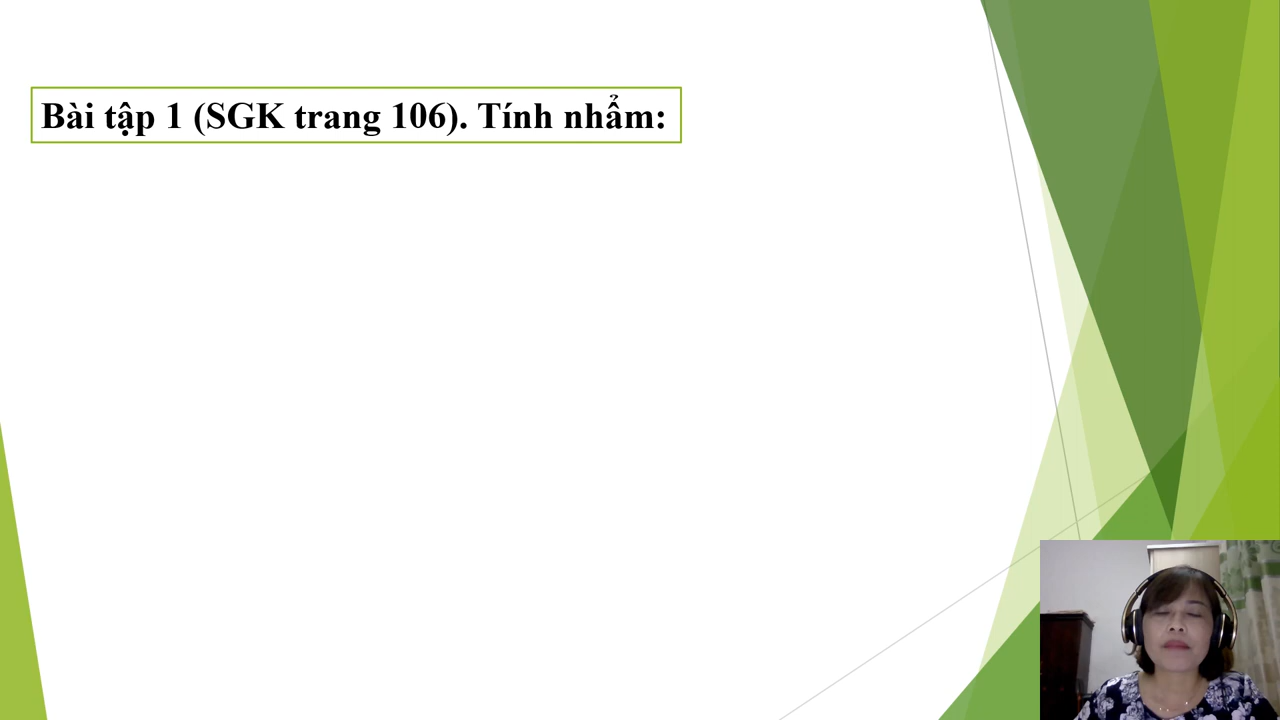 Bài tập 1 (SGK trang 106). Tính nhẩm: